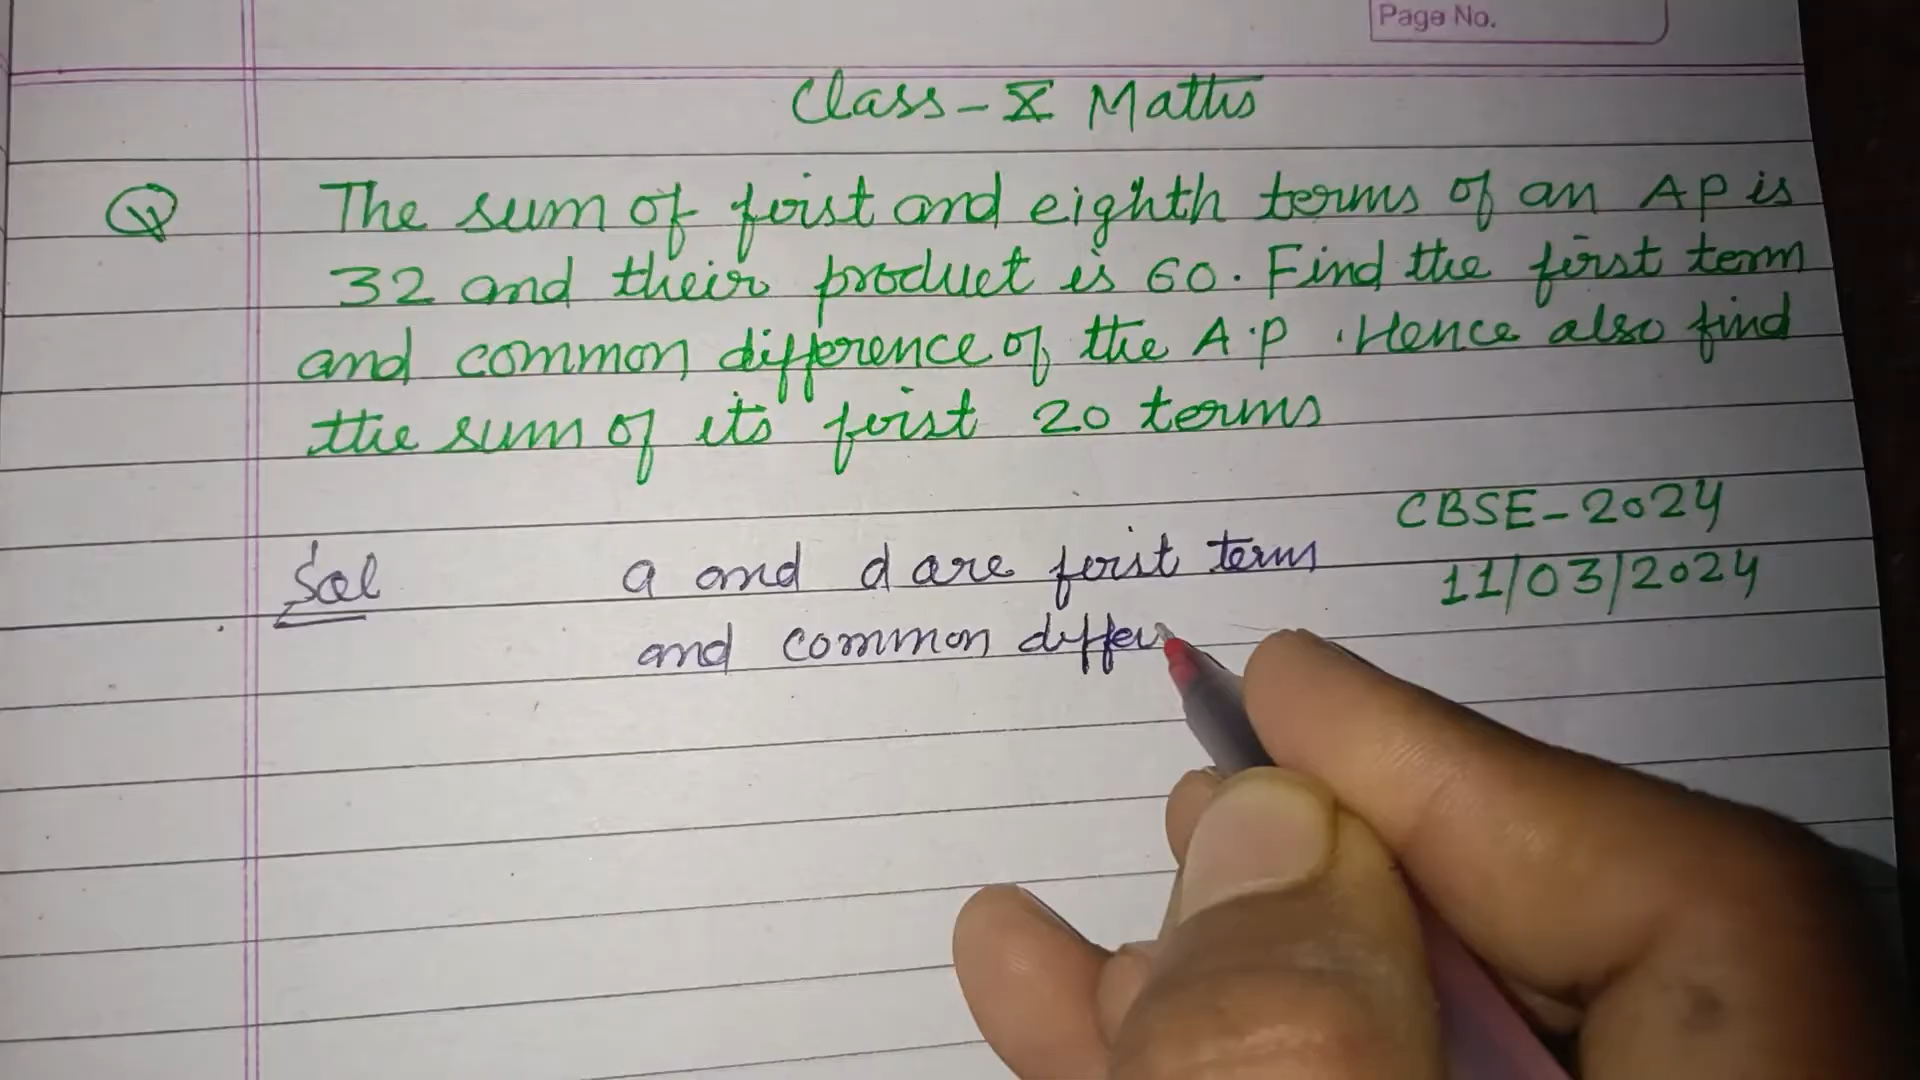 Page No.
Class - X Maths
Q The sum of first and eighth terms of an AP is
32 and their product is 60. Find the first term
and common difference of the A.P. Hence also find
the sum of its first 20 terms
CBSE-2024
11/03/2024
Sol a and d are first term
and common differ